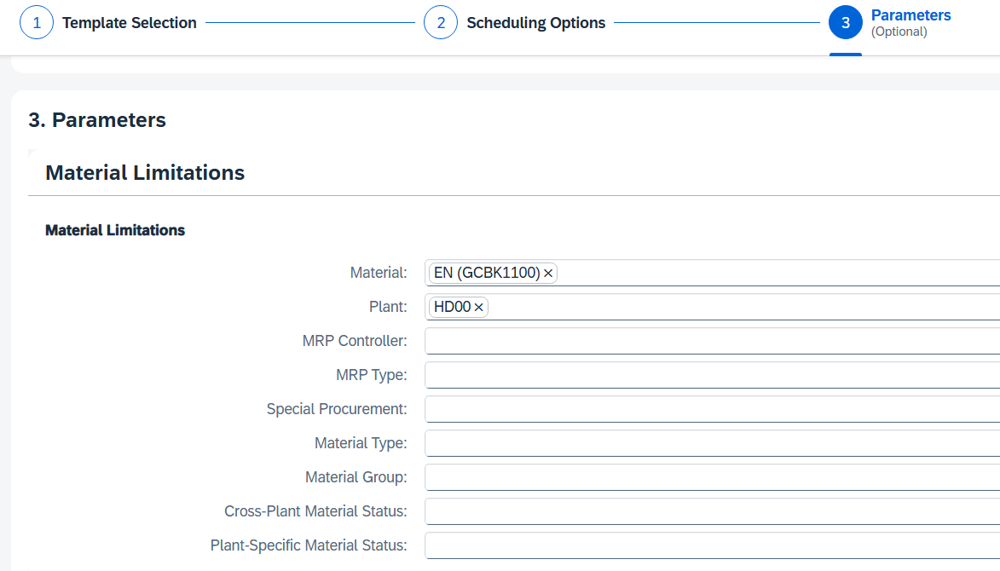 1 Template Selection 2 Scheduling Options 3 Parameters
(Optional)
3. Parameters
Material Limitations
Material Limitations
Material: EN (GCBK1100) ×
Plant: HD00 ×
MRP Controller:
MRP Type:
Special Procurement:
Material Type:
Material Group:
Cross-Plant Material Status:
Plant-Specific Material Status: